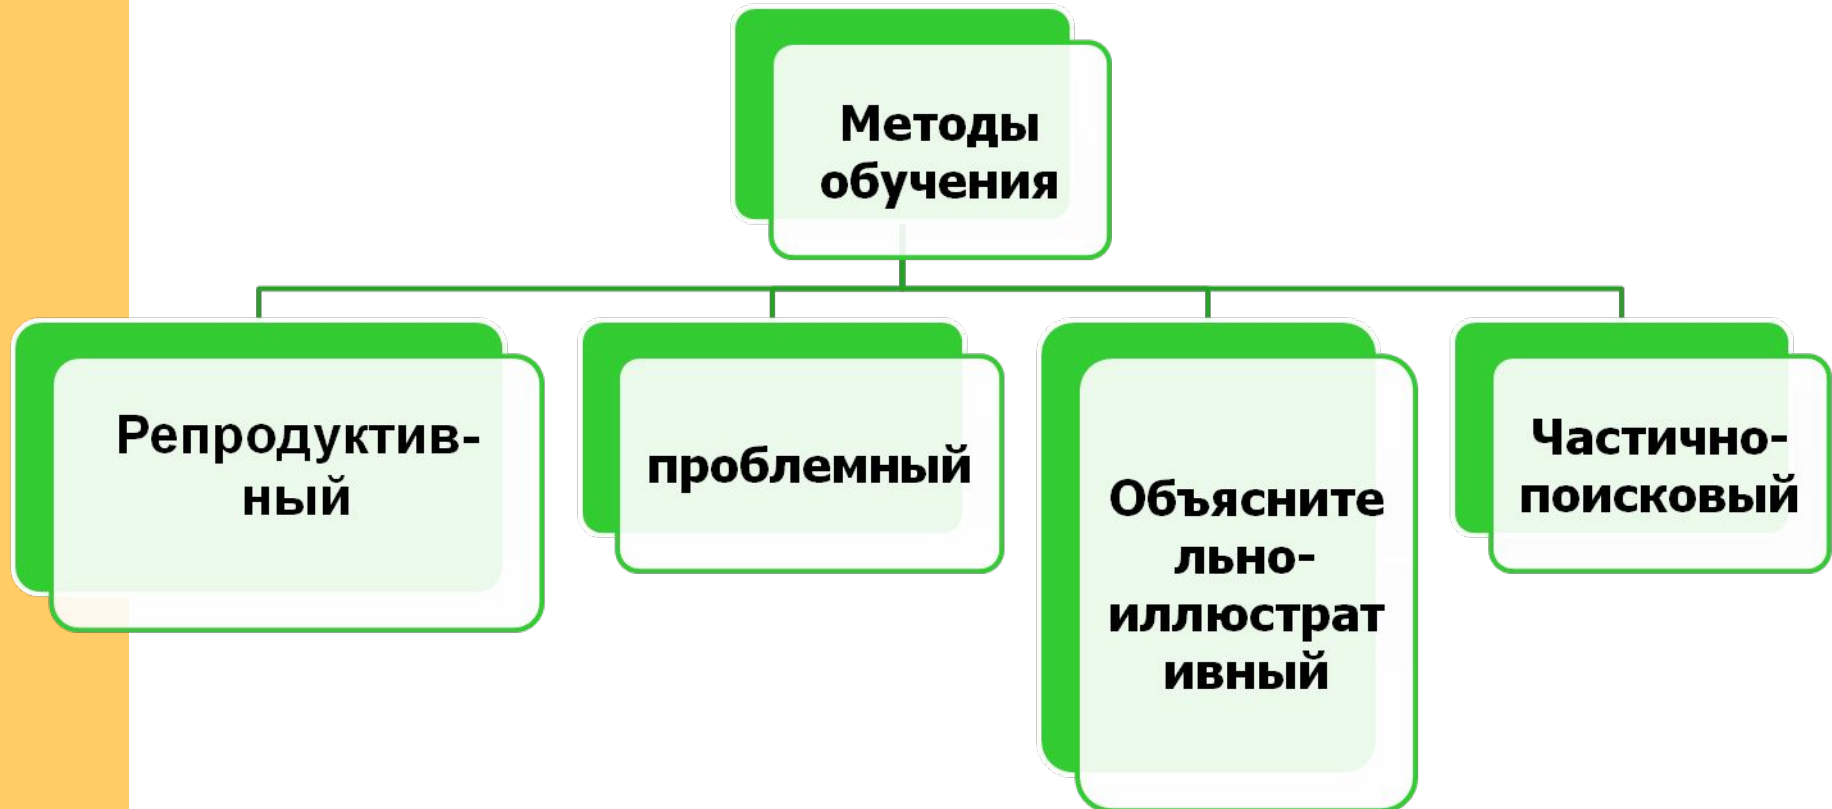 Методы
обучения
Репродуктив-
ный
проблемный
Объясните
льно-
иллюстрат
ивный
Частично-
поисковый